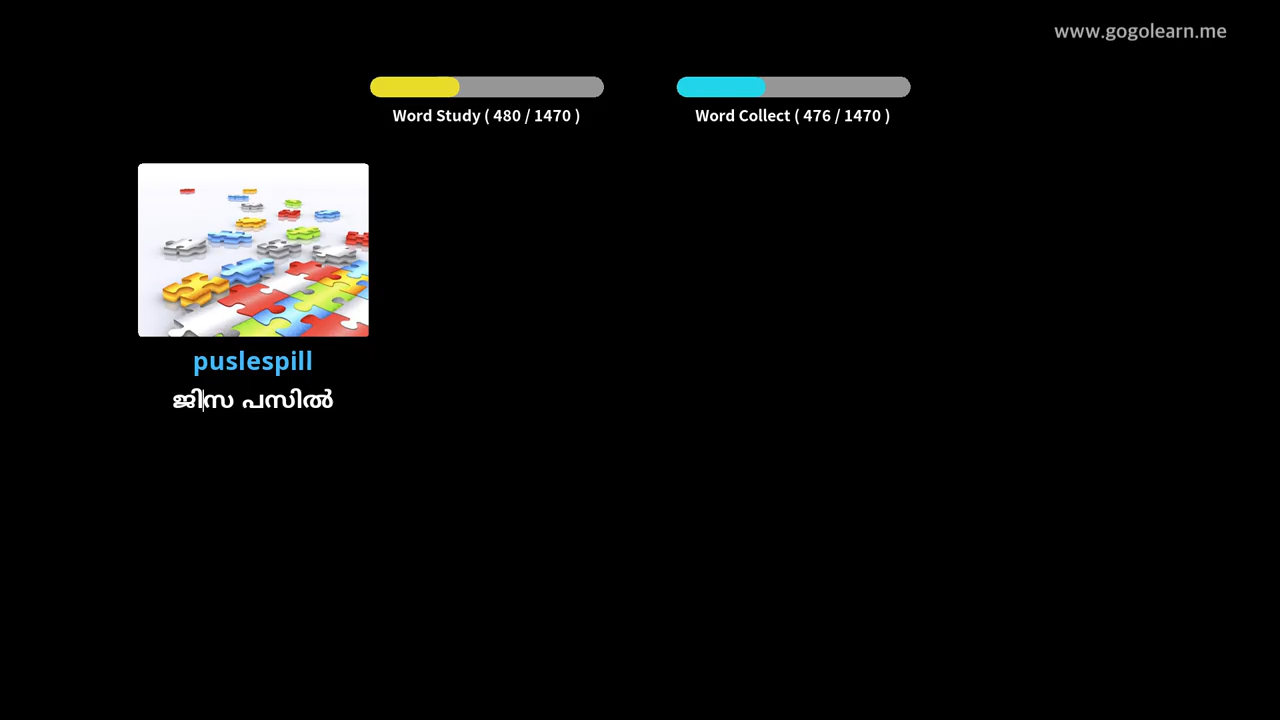 www.gogolearn.me
Word Study ( 480 / 1470 )
Word Collect ( 476 / 1470 )
puslespill
ജിസ പസിൽ